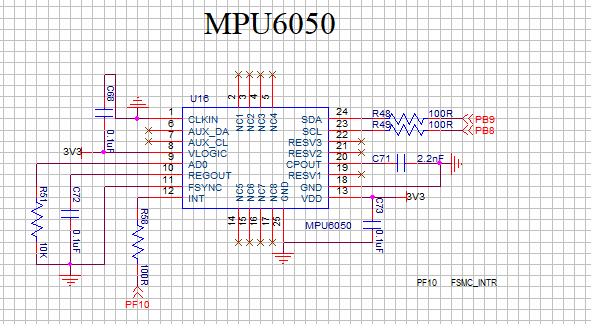 MPU6050
U16
C68
0.1uF
3V3
R51
10K
C72
0.1uF
R58
100R
PF10
1 CLKIN
6 AUX_DA
7 AUX_CL
8 VLOGIC
9 AD0
10 REGOUT
11 FSYNC
12 INT
2 NC1
3 NC2
4 NC3
5 NC4
SDA 24
SCL 23
RESV3 22
RESV2 21
CPOUT 20
RESV1 19
GND 18
VDD 13
14 NC5
15 NC6
16 NC7
17 NC8
25 GND
MPU6050
R48 100R PB9
R49 100R PB8
C71 2.2nF
3V3
C73
0.1uF
PF10 FSMC_INTR